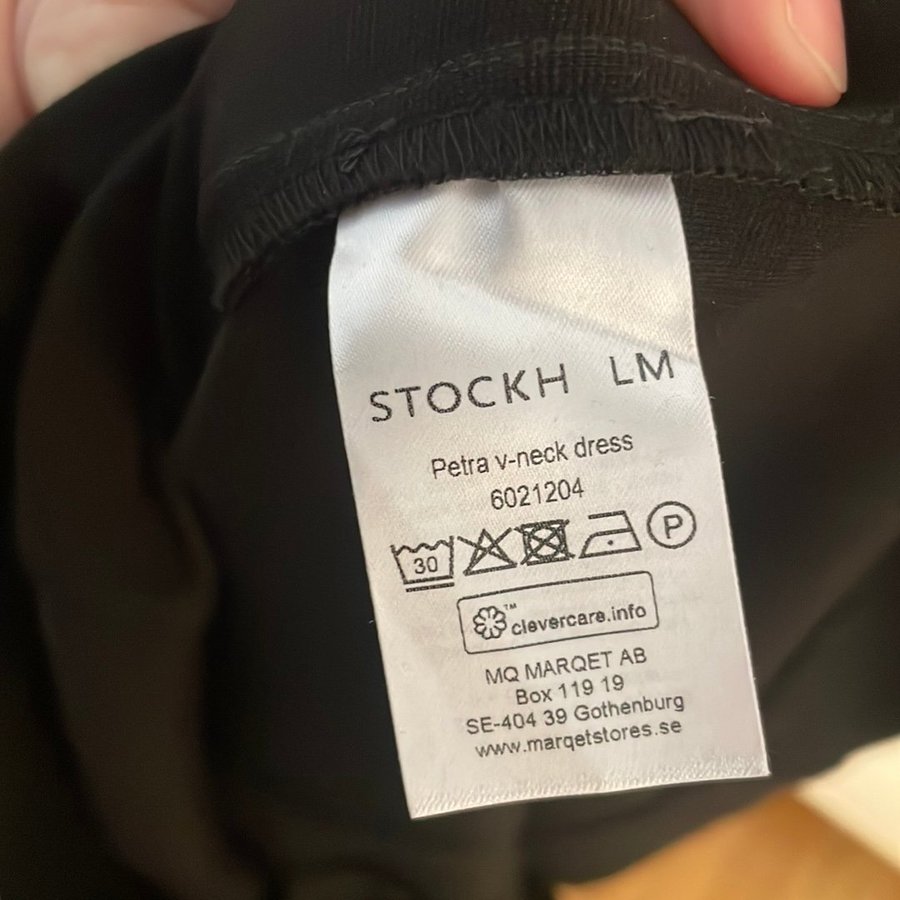 STOCKH LM
Petra v-neck dress
6021204
30 P
™ clevercare.info
MQ MARQET AB
Box 119 19
SE-404 39 Gothenburg
www.marqetstores.se